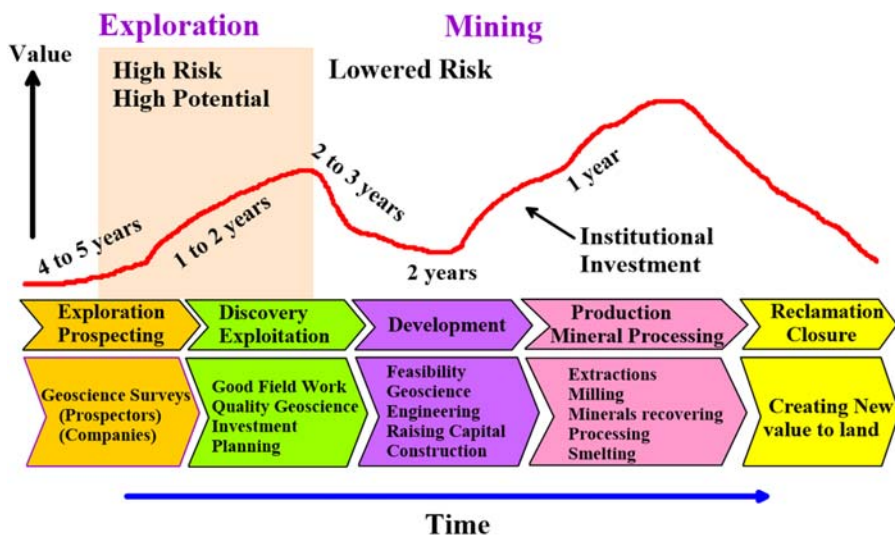 Exploration
Mining
Value
High Risk
High Potential
Lowered Risk
4 to 5 years
1 to 2 years
2 to 3 years
2 years
1 year
Institutional
Investment
Exploration
Prospecting
Discovery
Exploitation
Development
Production
Mineral Processing
Reclamation
Closure
Geoscience Surveys
(Prospectors)
(Companies)
Good Field Work
Quality Geoscience
Investment
Planning
Feasibility
Geoscience
Engineering
Raising Capital
Construction
Extractions
Milling
Minerals recovering
Processing
Smelting
Creating New
value to land
Time